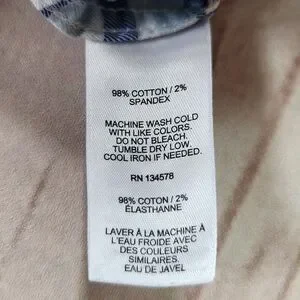 98% COTTON / 2%
SPANDEX
MACHINE WASH COLD
WITH LIKE COLORS.
DO NOT BLEACH.
TUMBLE DRY LOW.
COOL IRON IF NEEDED.
RN 134578
98% COTON / 2%
ÉLASTHANNE
LAVER À LA MACHINE À
L'EAU FROIDE AVEC
DES COULEURS
SIMILAIRES.
EAU DE JAVEL